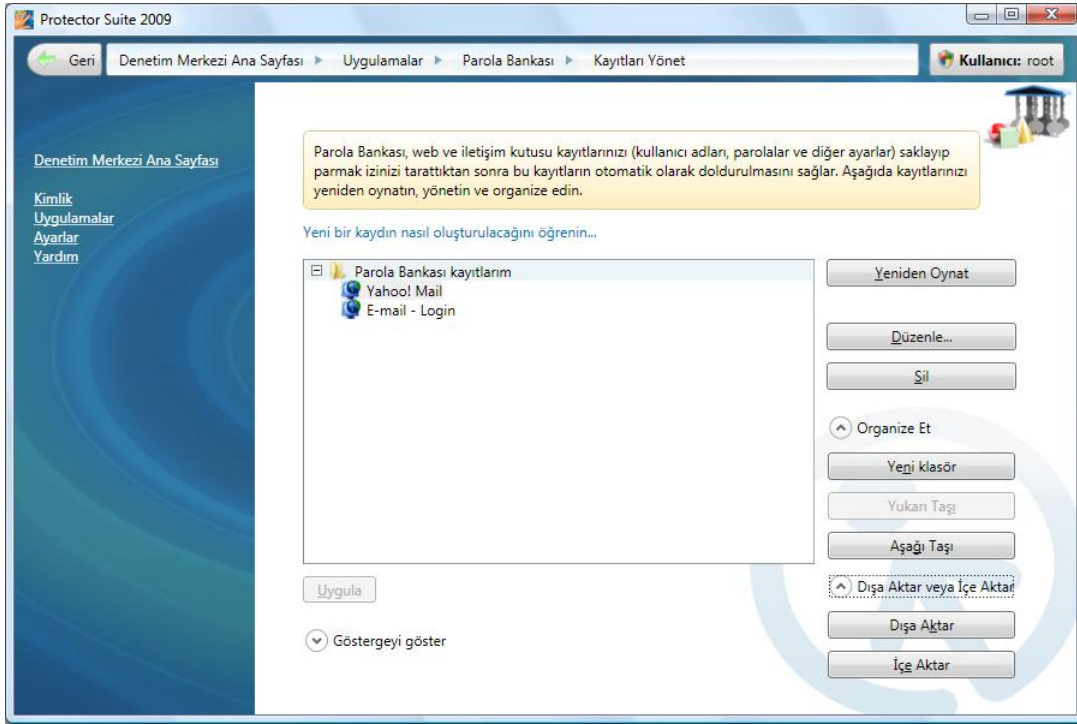 Protector Suite 2009
Geri
Denetim Merkezi Ana Sayfası
Uygulamalar
Parola Bankası
Kayıtları Yönet
Kullanıcı: root
Denetim Merkezi Ana Sayfası
Kimlik
Uygulamalar
Ayarlar
Yardım
Parola Bankası, web ve iletişim kutusu kayıtlarınızı (kullanıcı adları, parolalar ve diğer ayarlar) saklayıp
parmak izinizi tarattıktan sonra bu kayıtların otomatik olarak doldurulmasını sağlar. Aşağıda kayıtlarınızı
yeniden oynatın, yönetin ve organize edin.
Yeni bir kaydın nasıl oluşturulacağını öğrenin...
Parola Bankası kayıtlarım
Yahoo! Mail
E-mail - Login
Yeniden Oynat
Düzenle...
Sil
Organize Et
Yeni klasör
Yukarı Taşı
Aşağı Taşı
Dışa Aktar veya İçe Aktar
Dışa Aktar
İçe Aktar
Uygula
Göstergeyi göster